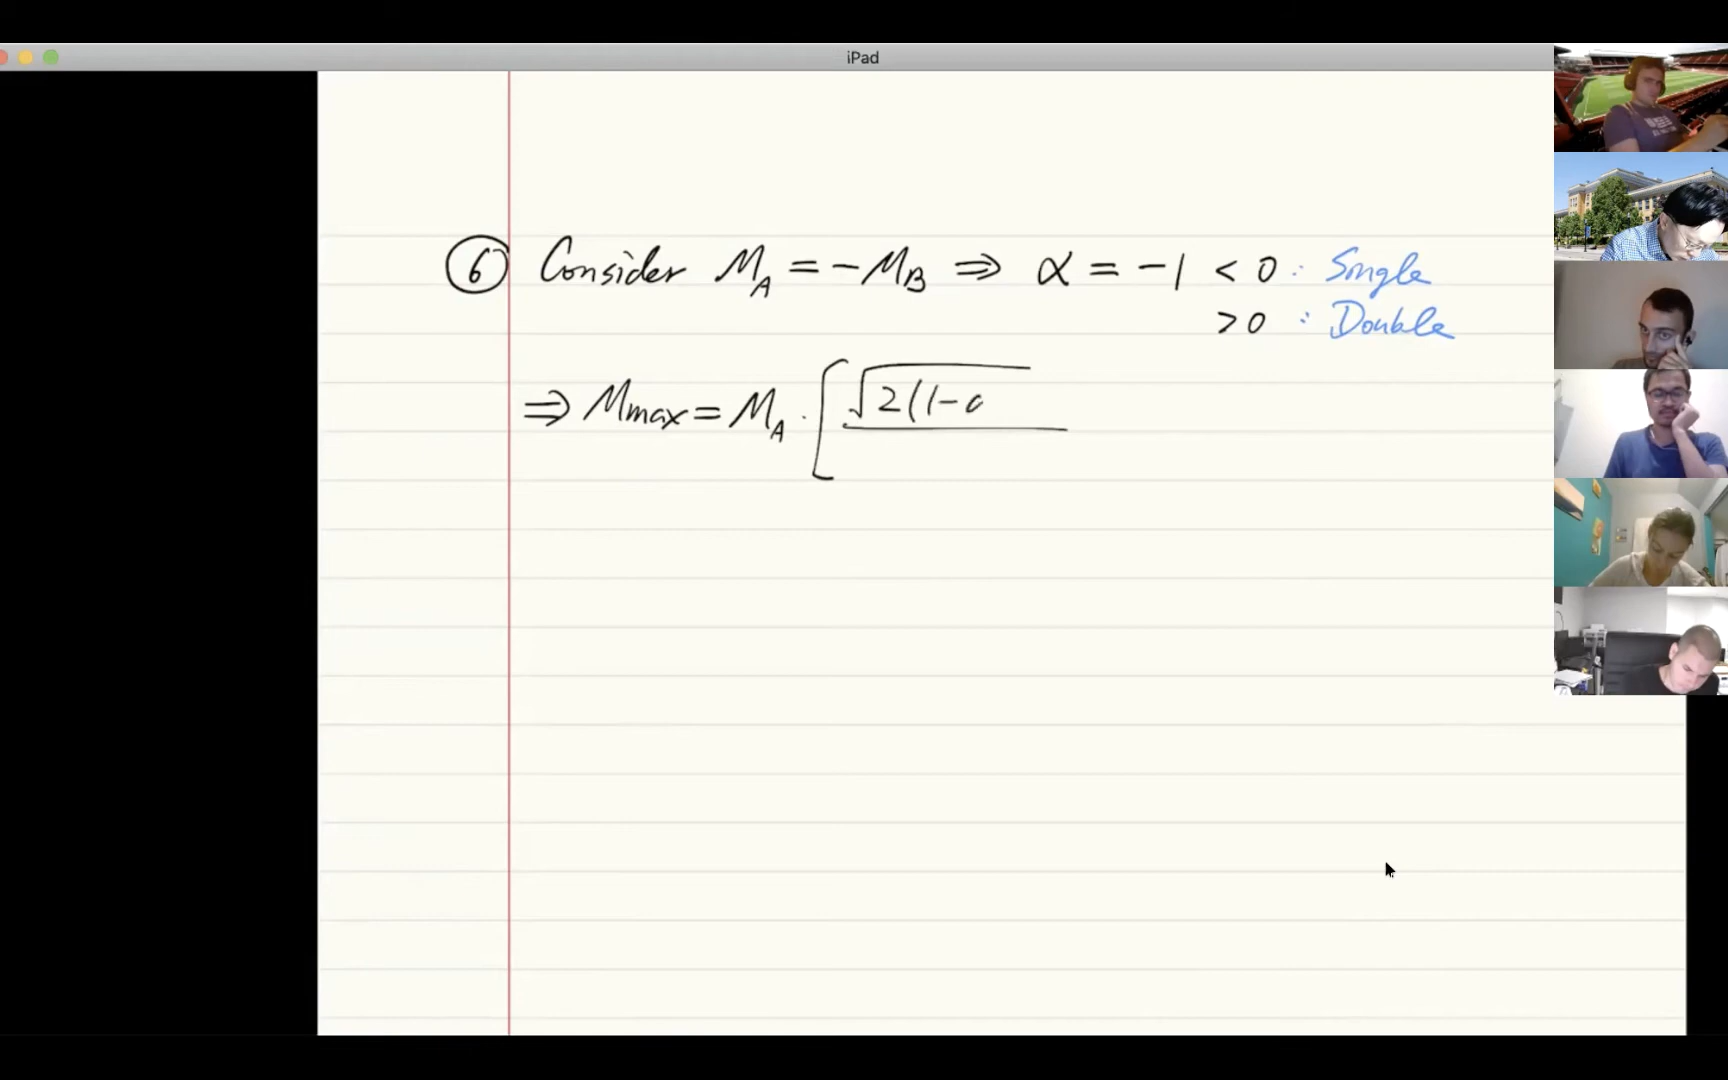 iPad
⑥ Consider M_A = -M_B ⇒ α = -1 < 0 : Single
> 0 : Double
⇒ M_max = M_A · [ √2(1-c